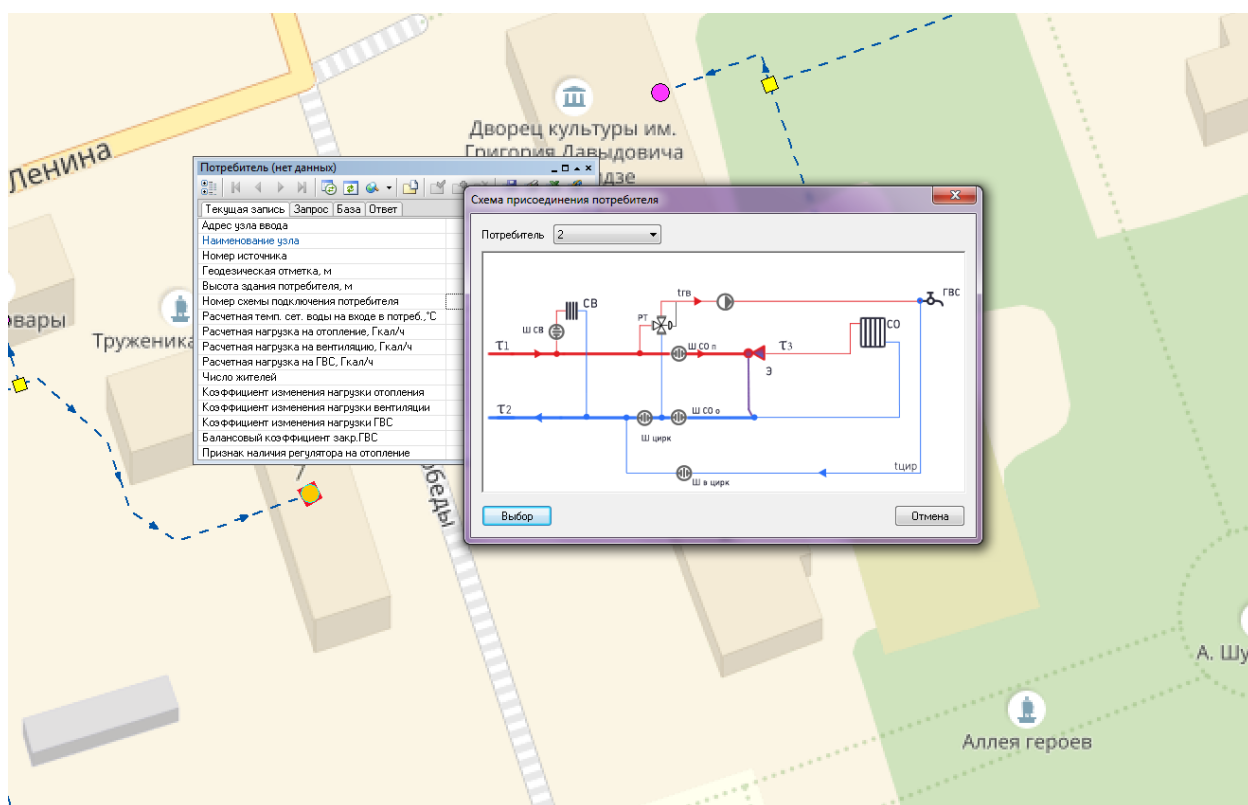 Ленина
Дворец культуры им.
Григория Давыдовича
Потребитель (нет данных)
Текущая запись Запрос База Ответ
Адрес узла ввода
Наименование узла
Номер источника
Геодезическая отметка, м
Высота здания потребителя, м
Номер схемы подключения потребителя
Расчетная темп. сет. воды на входе в потреб.,°C
Расчетная нагрузка на отопление, Гкал/ч
Расчетная нагрузка на вентиляцию, Гкал/ч
Расчетная нагрузка на ГВС, Гкал/ч
Число жителей
Коэффициент изменения нагрузки отопления
Коэффициент изменения нагрузки вентиляции
Коэффициент изменения нагрузки ГВС
Балансовый коэффициент закр.ГВС
Признак наличия регулятора на отопление
Схема присоединения потребителя
Потребитель 2
tгв
ГВС
СВ
РТ
СО
Ш СВ
τ1
Ш СО п
τ3
Э
τ2
Ш СО о
Ш цирк
tцир
Ш в цирк
Выбор Отмена
вары
Труженика
беды
А. Шу
Аллея героев